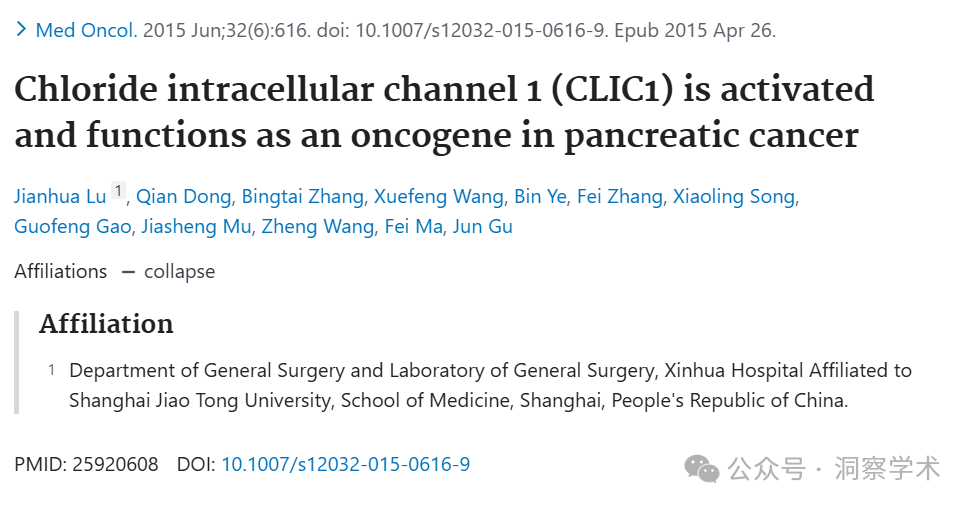 Med Oncol. 2015 Jun;32(6):616. doi: 10.1007/s12032-015-0616-9. Epub 2015 Apr 26.
Chloride intracellular channel 1 (CLIC1) is activated
and functions as an oncogene in pancreatic cancer
Jianhua Lu 1, Qian Dong, Bingtai Zhang, Xuefeng Wang, Bin Ye, Fei Zhang, Xiaoling Song,
Guofeng Gao, Jiasheng Mu, Zheng Wang, Fei Ma, Jun Gu
Affiliations — collapse
Affiliation
1 Department of General Surgery and Laboratory of General Surgery, Xinhua Hospital Affiliated to
Shanghai Jiao Tong University, School of Medicine, Shanghai, People's Republic of China.
PMID: 25920608 DOI: 10.1007/s12032-015-0616-9
公众号 · 洞察学术